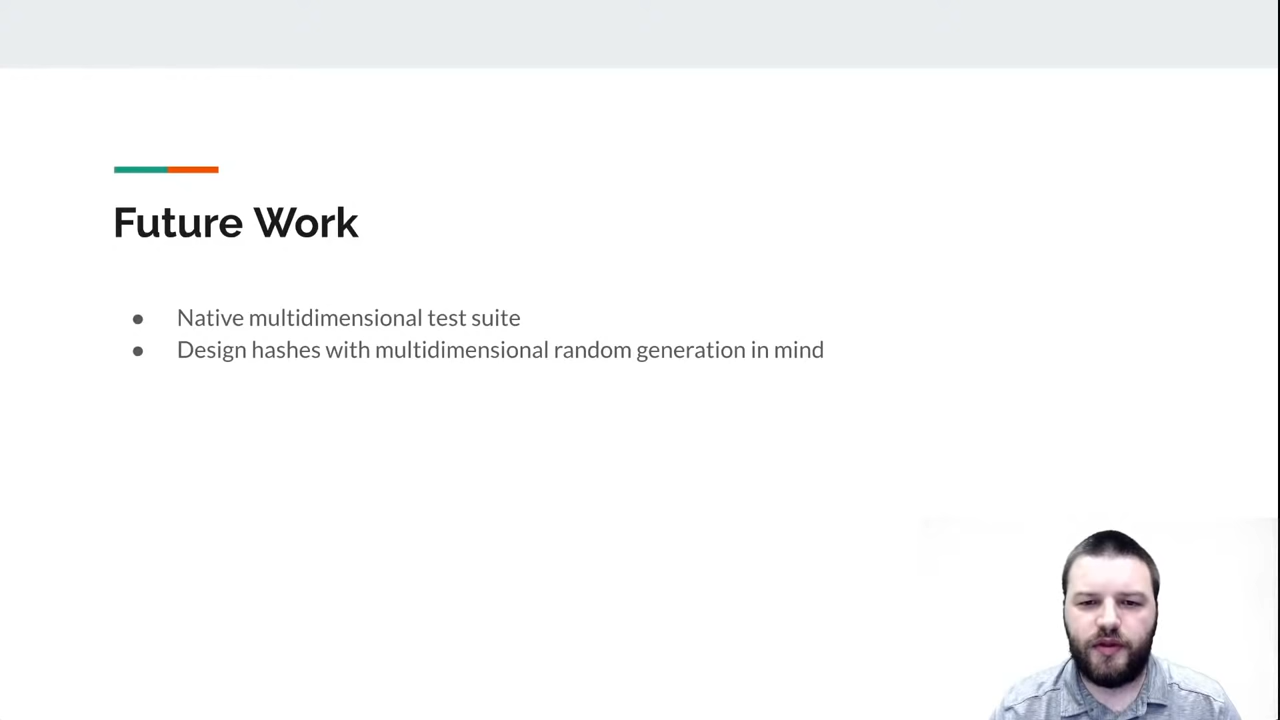 Future Work
● Native multidimensional test suite
● Design hashes with multidimensional random generation in mind